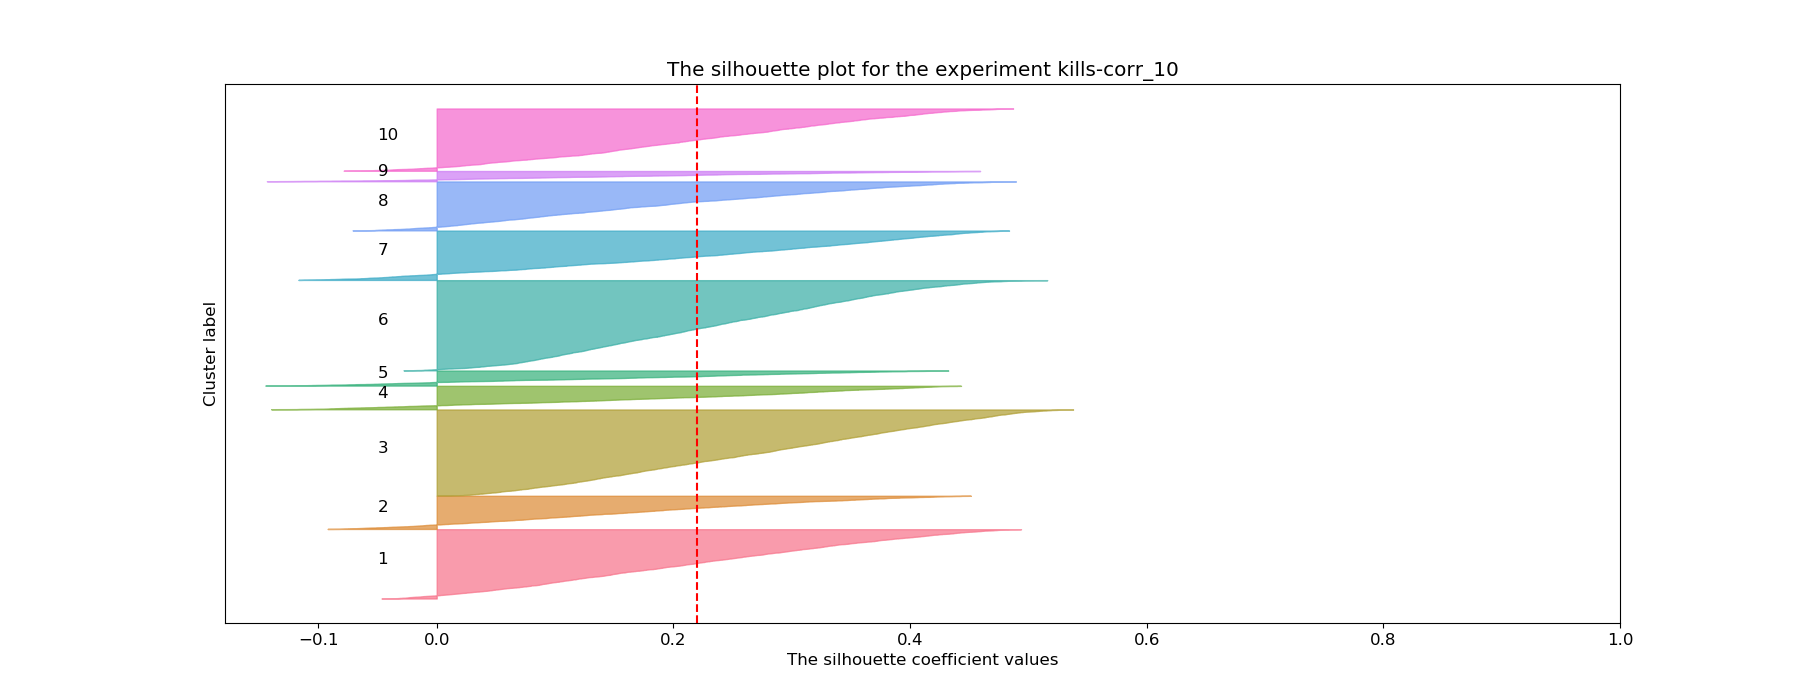 The silhouette plot for the experiment kills-corr_10
10
9
8
7
6
5
4
3
2
1
Cluster label
−0.1 0.0 0.2 0.4 0.6 0.8 1.0
The silhouette coefficient values